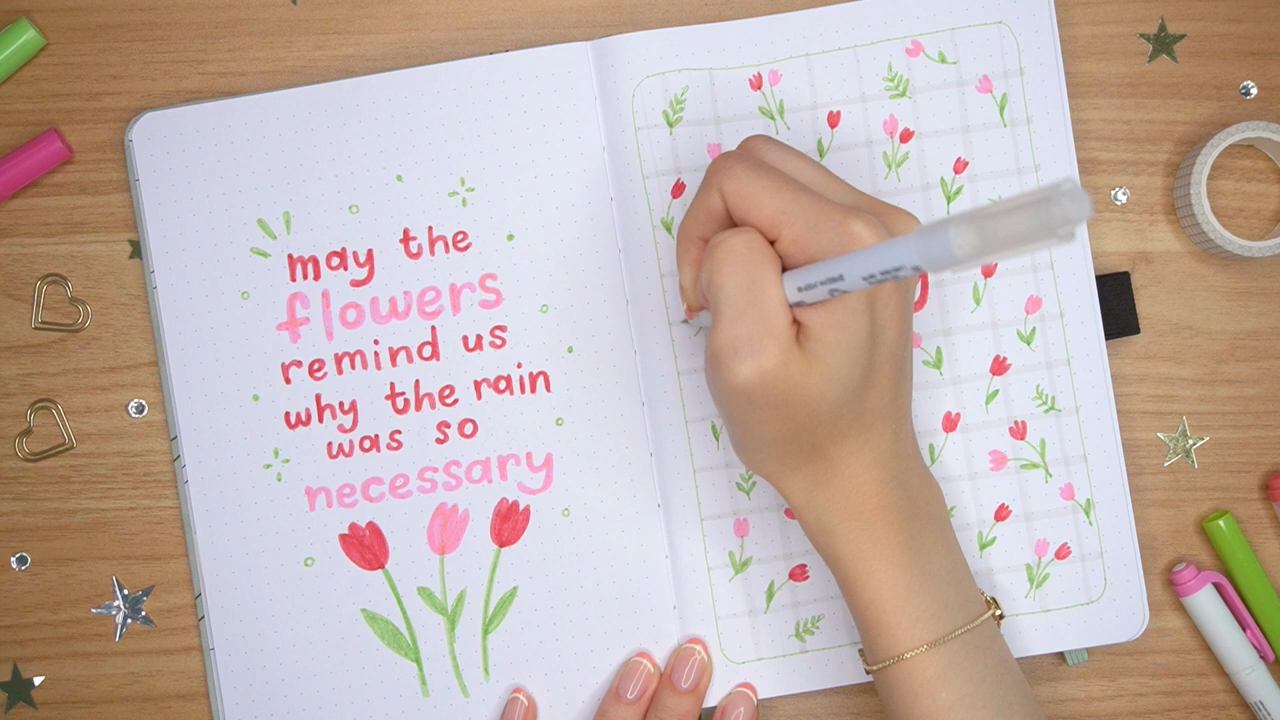 may the
flowers
remind us
why the rain
was so
necessary